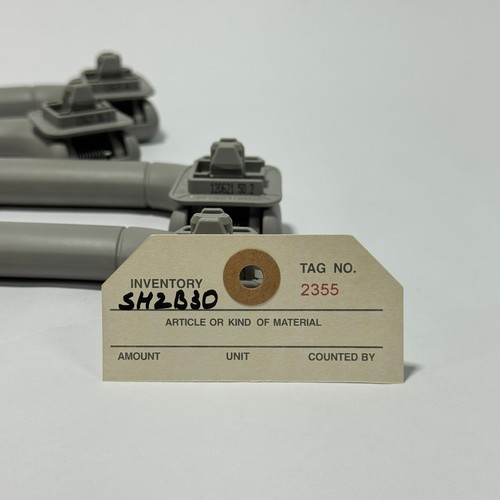 INVENTORY
TAG NO.
SH2B30
2355
ARTICLE OR KIND OF MATERIAL
AMOUNT UNIT COUNTED BY